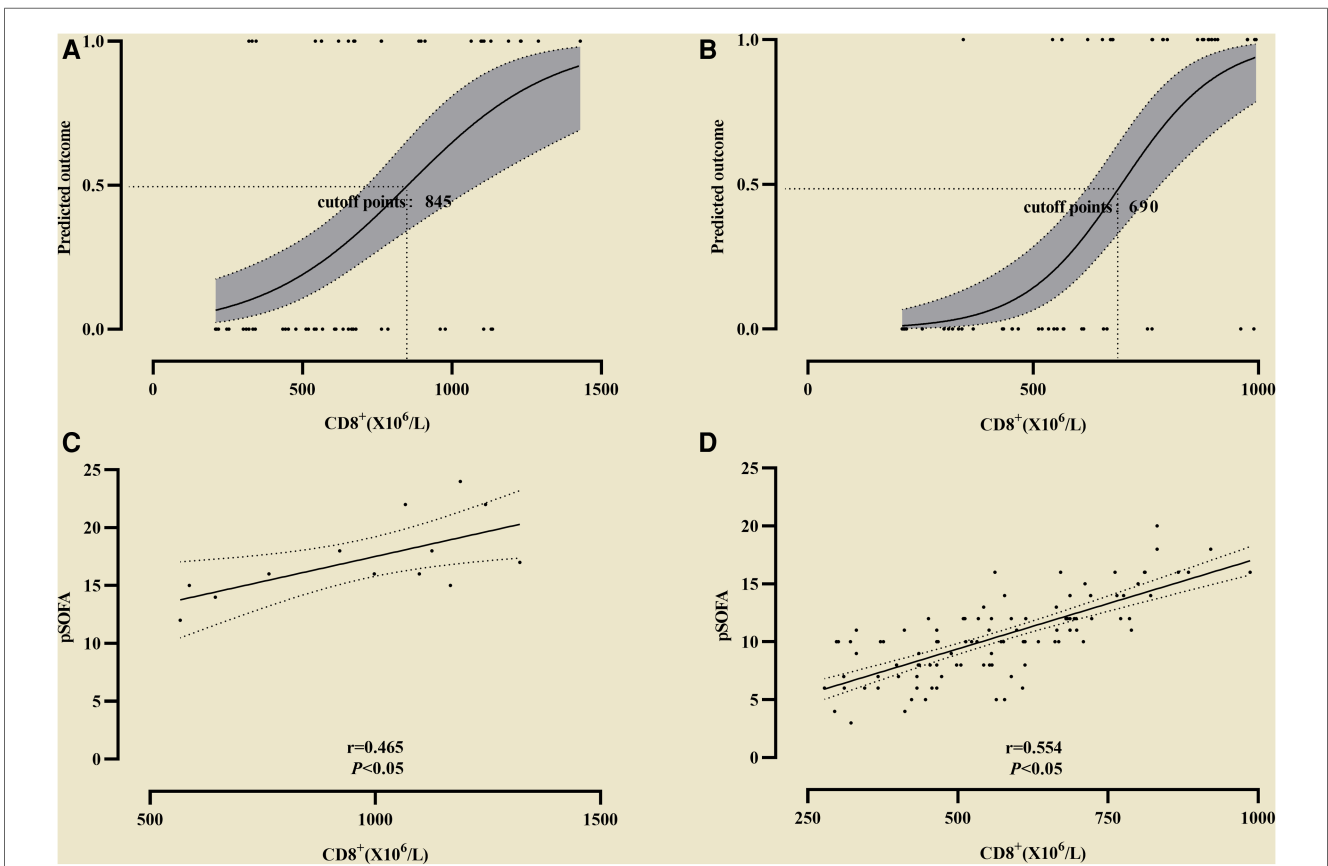 A
1.0
0.5
0.0
Predicted outcome
cutoff points: 845
0 500 1000 1500
CD8⁺(X10⁶/L)
B
1.0
0.5
0.0
Predicted outcome
cutoff points: 690
0 500 1000
CD8⁺(X10⁶/L)
C
25
20
15
10
5
0
pSOFA
r=0.465
P<0.05
500 1000 1500
CD8⁺(X10⁶/L)
D
25
20
15
10
5
0
pSOFA
r=0.554
P<0.05
250 500 750 1000
CD8⁺(X10⁶/L)